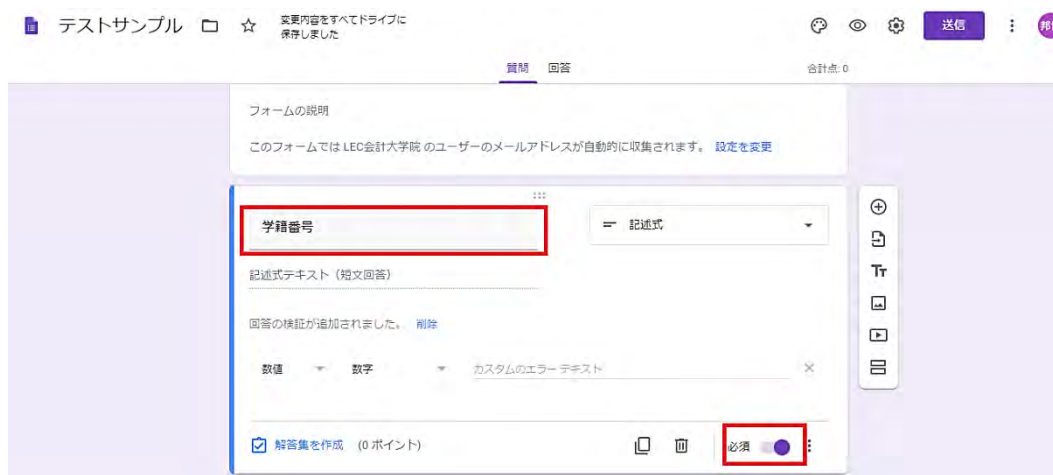 テストサンプル
変更内容をすべてドライブに
保存しました
送信
質問 回答
合計点: 0
フォームの説明
このフォームでは LEC会計大学院 のユーザーのメールアドレスが自動的に収集されます。 設定を変更
学籍番号
記述式
記述式テキスト（短文回答）
回答の検証が追加されました。 削除
数値 数字 カスタムのエラー テキスト
Tт
解答集を作成 (0 ポイント)
必須